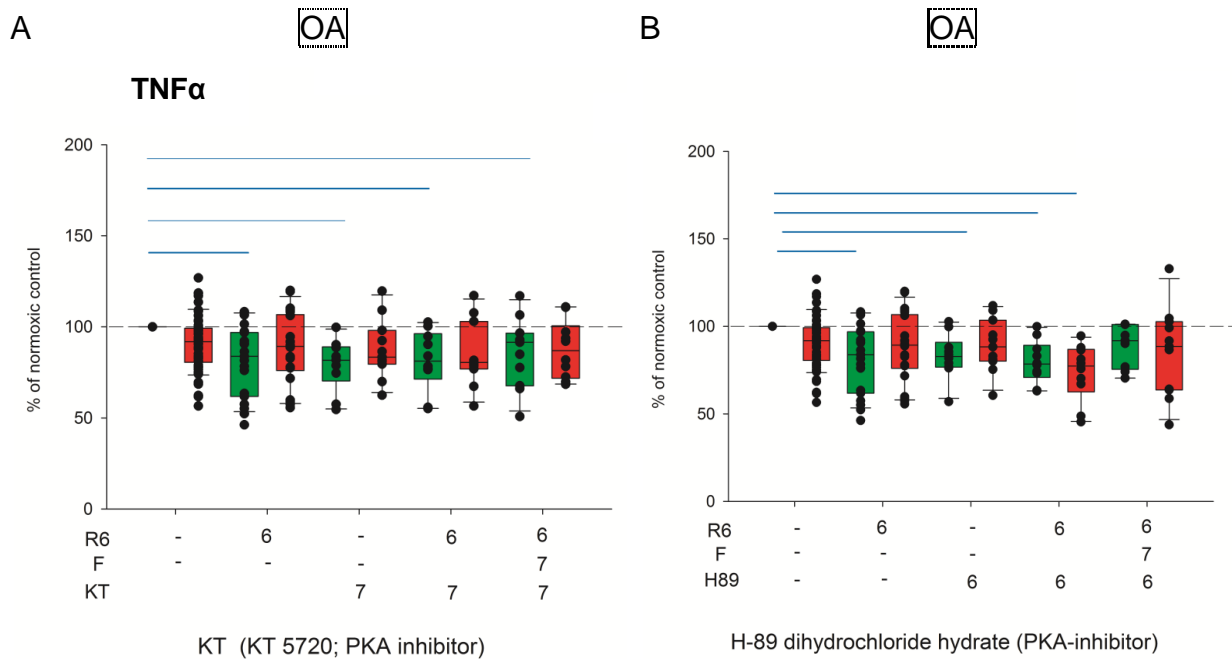 A OA
TNFα
% of normoxic control
200
150
100
50
0
R6 - 6 - 6 6
F - - - - 7
KT - - 7 7 7
KT (KT 5720; PKA inhibitor)
B OA
% of normoxic control
200
150
100
50
0
R6 - 6 - 6 6
F - - - - 7
H89 - - 6 6 6
H-89 dihydrochloride hydrate (PKA-inhibitor)